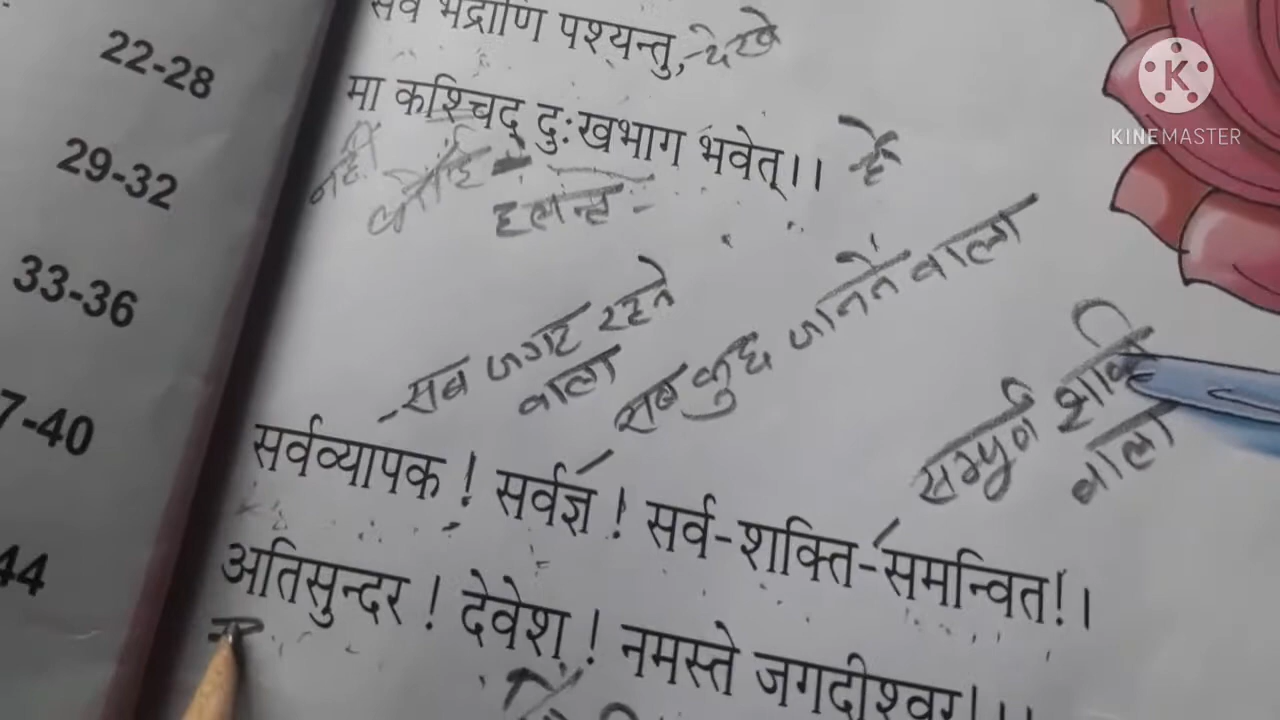 22-28
29-32
33-36
7-40
44
सर्वे भद्राणि पश्यन्तु, देखे
मा कश्चिद् दुःखभाग भवेत्।। है
नहीं कोई हलन्त
सब जगह रहने वाला
सब कुछ जानने वाला
सम्पूर्ण शक्ति वाला
सर्वव्यापक ! सर्वज्ञ ! सर्व-शक्ति-समन्वित!।
अतिसुन्दर ! देवेश ! नमस्ते जगदीश्वर!।।
KINEMASTER